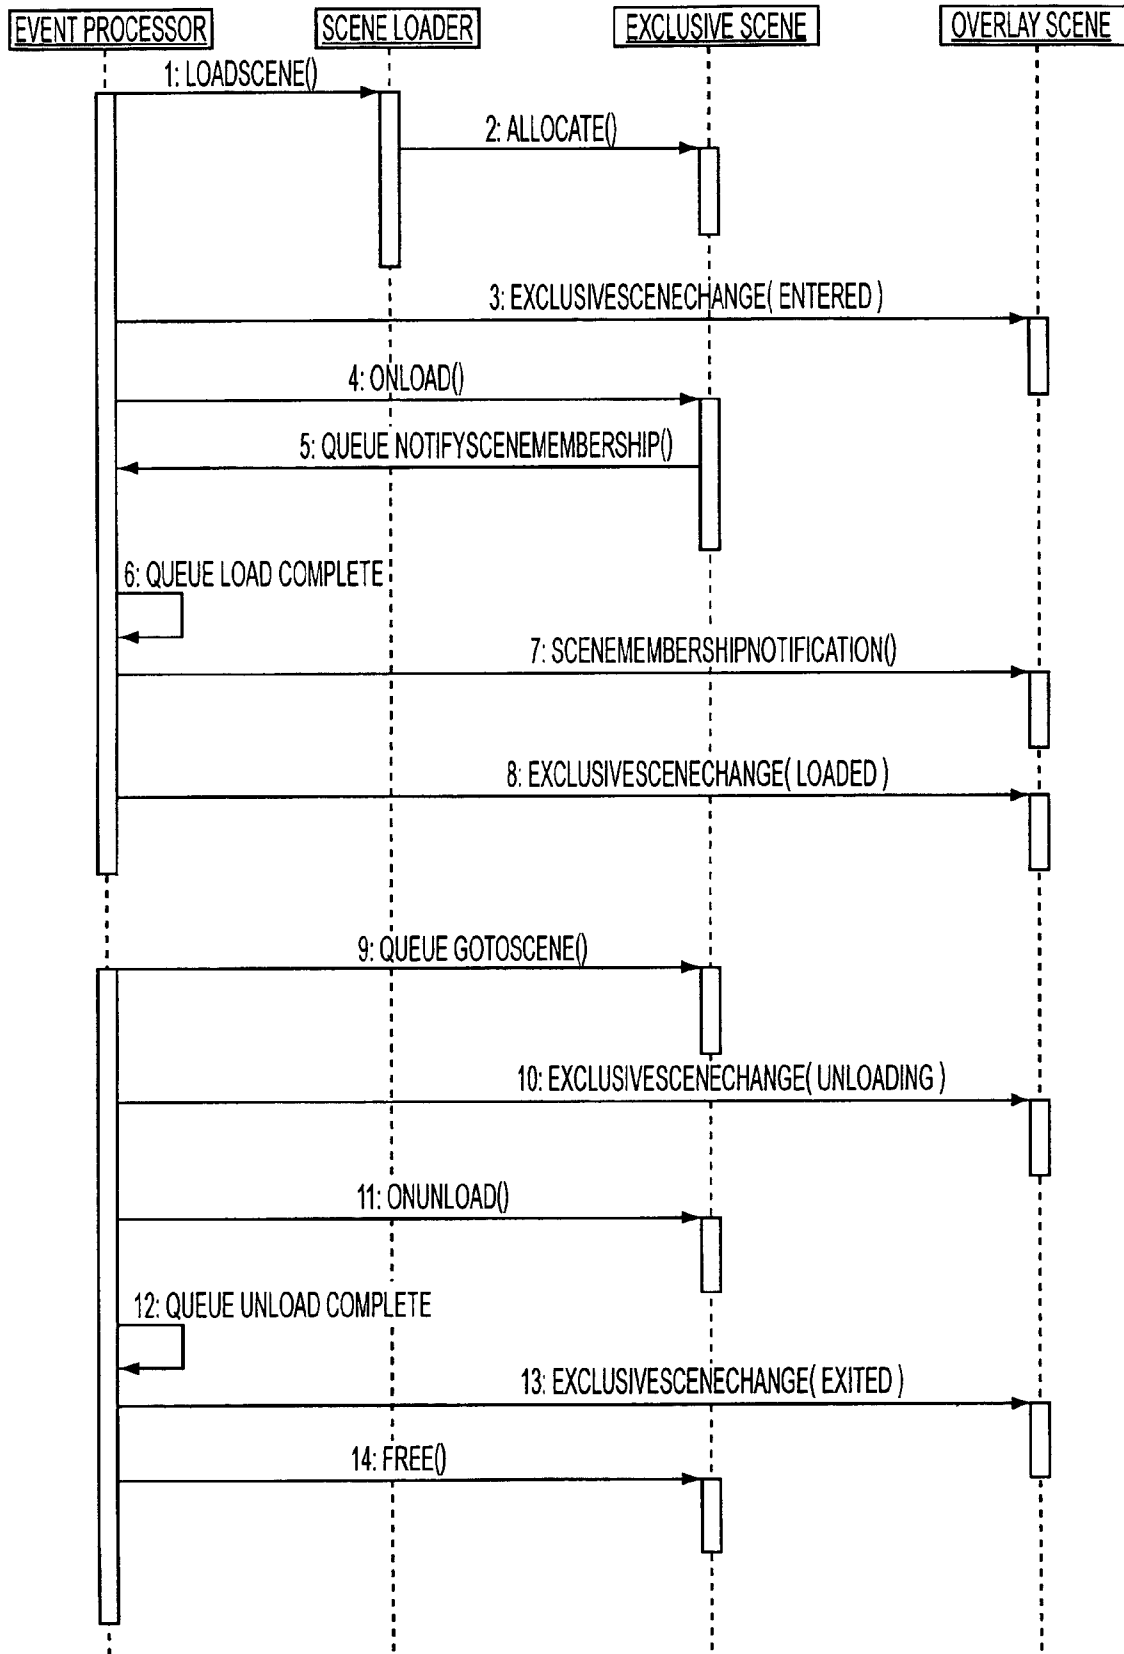 EVENT PROCESSOR
SCENE LOADER
EXCLUSIVE SCENE
OVERLAY SCENE
1: LOADSCENE()
2: ALLOCATE()
3: EXCLUSIVESCENECHANGE( ENTERED )
4: ONLOAD()
5: QUEUE NOTIFYSCENEMEMBERSHIP()
6: QUEUE LOAD COMPLETE
7: SCENEMEMBERSHIPNOTIFICATION()
8: EXCLUSIVESCENECHANGE( LOADED )
9: QUEUE GOTOSCENE()
10: EXCLUSIVESCENECHANGE( UNLOADING )
11: ONUNLOAD()
12: QUEUE UNLOAD COMPLETE
13: EXCLUSIVESCENECHANGE( EXITED )
14: FREE()